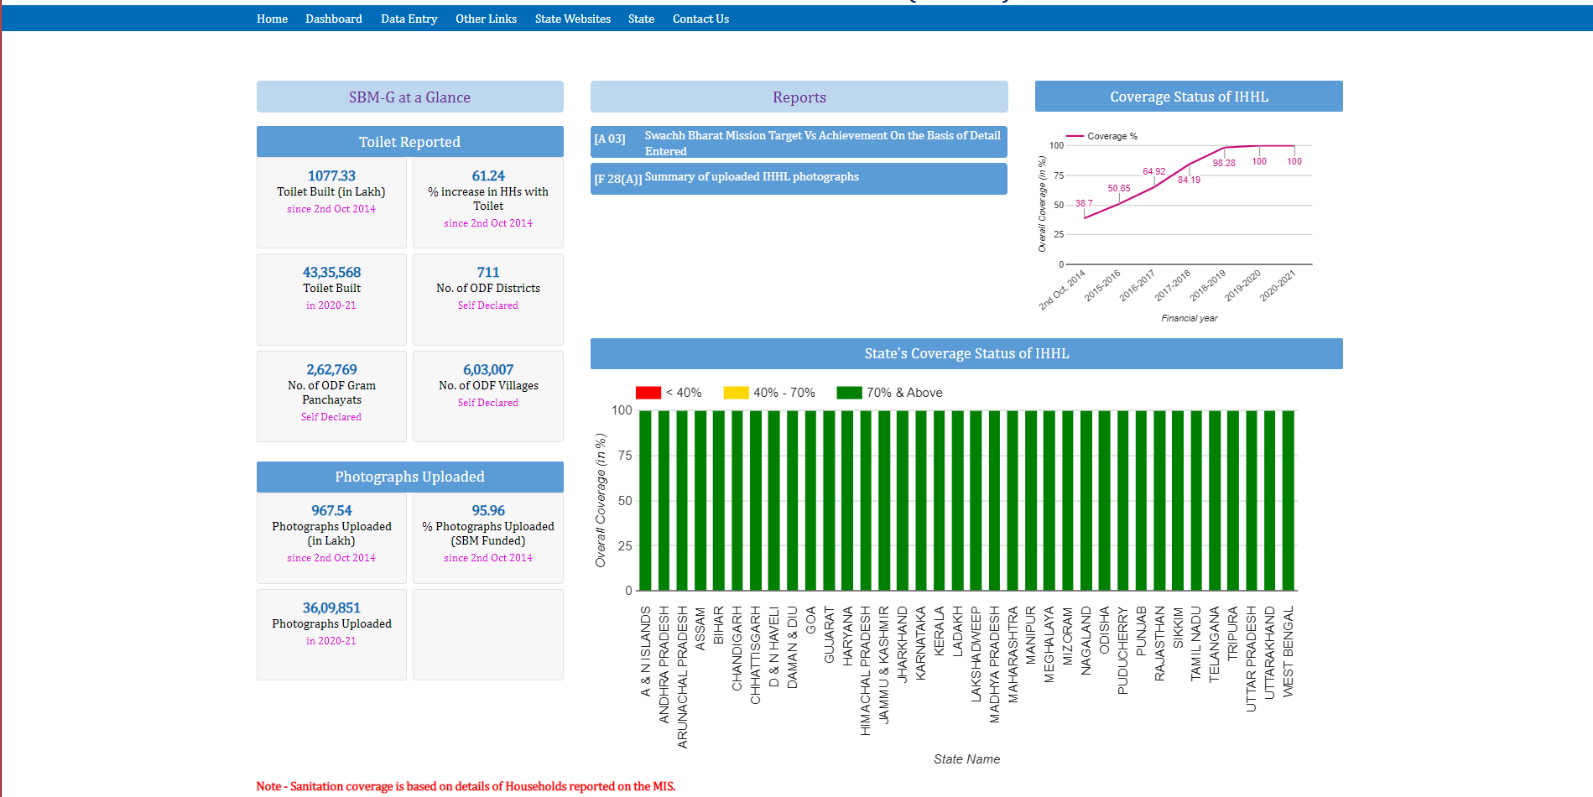 Home Dashboard Data Entry Other Links State Websites State Contact Us
SBM-G at a Glance
Toilet Reported
1077.33
Toilet Built (in Lakh)
since 2nd Oct 2014
61.24
% increase in HHs with
Toilet
since 2nd Oct 2014
43,35,568
Toilet Built
in 2020-21
711
No. of ODF Districts
Self Declared
2,62,769
No. of ODF Gram
Panchayats
Self Declared
6,03,007
No. of ODF Villages
Self Declared
Photographs Uploaded
967.54
Photographs Uploaded
(in Lakh)
since 2nd Oct 2014
95.96
% Photographs Uploaded
(SBM Funded)
since 2nd Oct 2014
36,09,851
Photographs Uploaded
in 2020-21
Reports
[A 03] Swachh Bharat Mission Target Vs Achievement On the Basis of Detail
Entered
[F 28(A)] Summary of uploaded IHHL photographs
Coverage Status of IHHL
Coverage %
Overall Coverage (in %)
100
75
50
25
0
38.7
50.85
64.92
84.19
98.28
100
100
2nd Oct, 2014
2015-2016
2016-2017
2017-2018
2018-2019
2019-2020
2020-2021
Financial year
State's Coverage Status of IHHL
< 40% 40% - 70% 70% & Above
Overall Coverage (in %)
100
75
50
25
0
A & N ISLANDS
ANDHRA PRADESH
ARUNACHAL PRADESH
ASSAM
BIHAR
CHANDIGARH
CHHATTISGARH
D & N HAVELI
DAMAN & DIU
GOA
GUJARAT
HARYANA
HIMACHAL PRADESH
JAMMU & KASHMIR
JHARKHAND
KARNATAKA
KERALA
LADAKH
LAKSHADWEEP
MADHYA PRADESH
MAHARASHTRA
MANIPUR
MEGHALAYA
MIZORAM
NAGALAND
ODISHA
PUDUCHERRY
PUNJAB
RAJASTHAN
SIKKIM
TAMIL NADU
TELANGANA
TRIPURA
UTTAR PRADESH
UTTARAKHAND
WEST BENGAL
State Name
Note - Sanitation coverage is based on details of Households reported on the MIS.